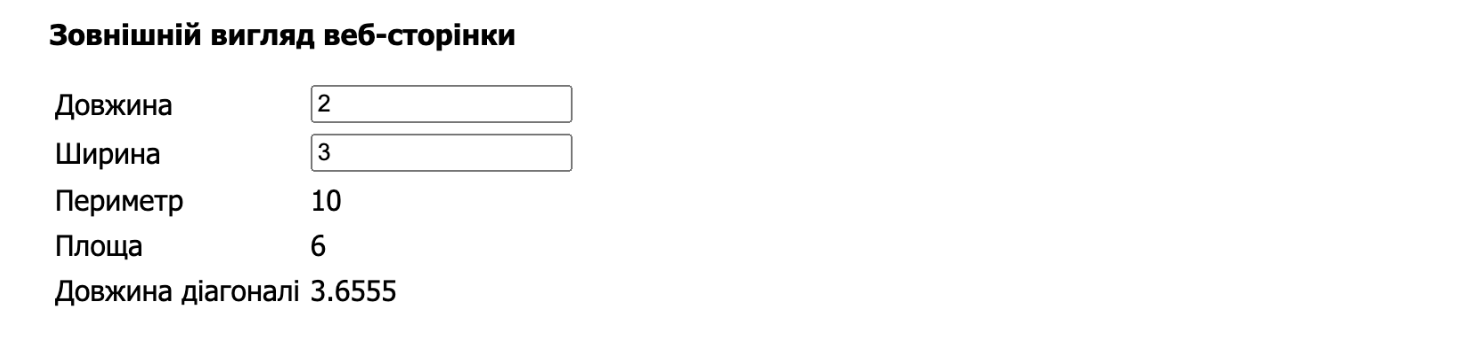 Зовнішній вигляд веб-сторінки
Довжина 2
Ширина 3
Периметр 10
Площа 6
Довжина діагоналі 3.6555